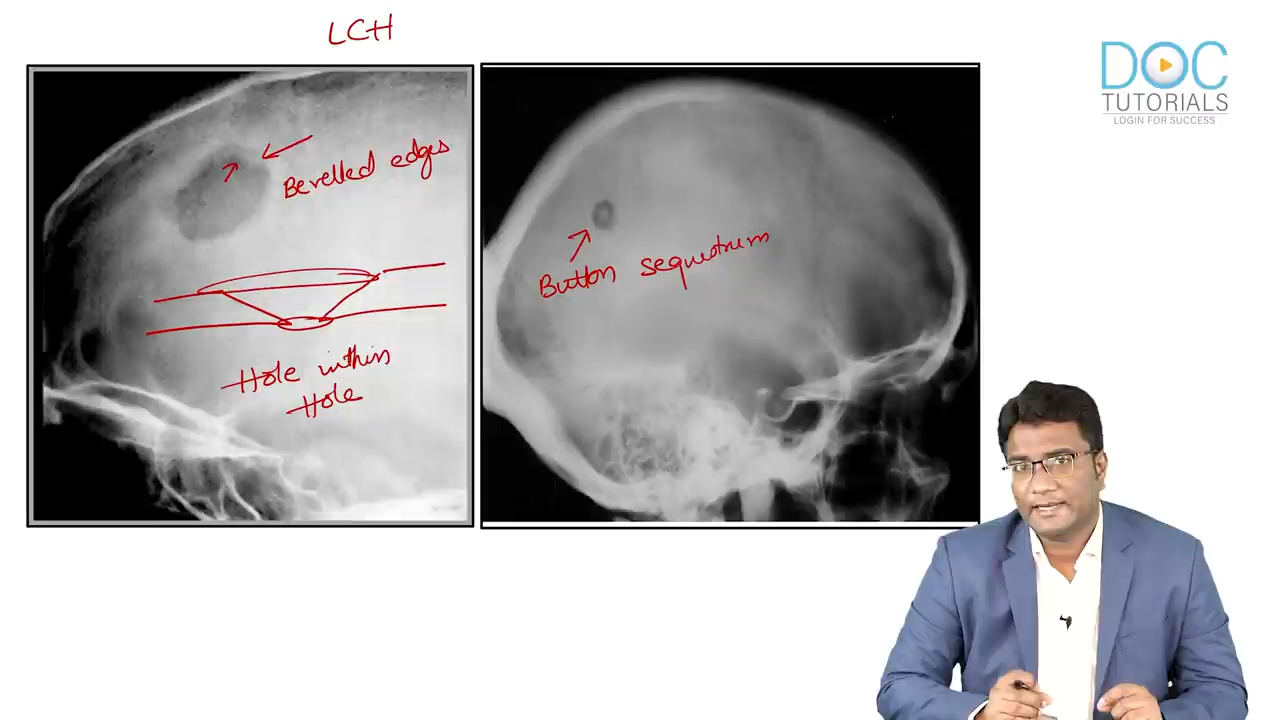 LCH
DOC
TUTORIALS
LOGIN FOR SUCCESS
Bevelled edges
Hole within
Hole
Button sequestrum